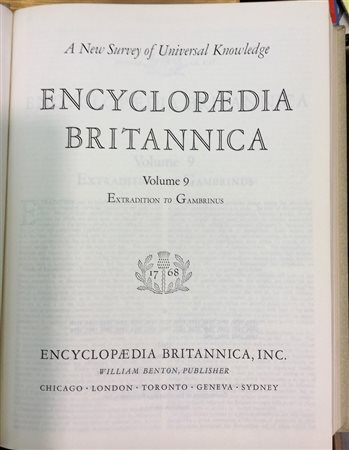 A New Survey of Universal Knowledge
ENCYCLOPÆDIA
BRITANNICA
Volume 9
EXTRADITION to GAMBRINUS
17 68
ENCYCLOPÆDIA BRITANNICA, INC.
WILLIAM BENTON, PUBLISHER
CHICAGO · LONDON · TORONTO · GENEVA · SYDNEY